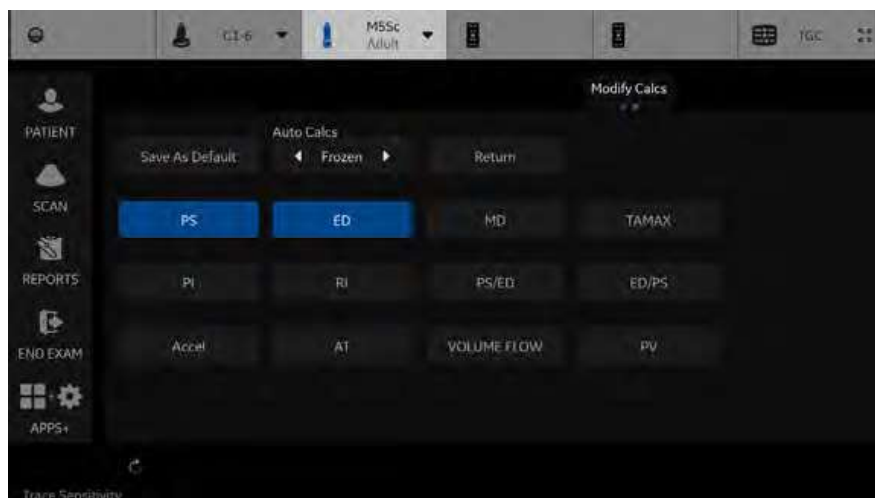 C1-6
M5Sc
Adult
TGC
Modify Calcs
PATIENT
Auto Calcs
Save As Default
Frozen
Return
SCAN
PS
ED
MD
TAMAX
REPORTS
PI
RI
PS/ED
ED/PS
END EXAM
Accel
AT
VOLUME FLOW
PV
APPS+
Trace Sensitivity